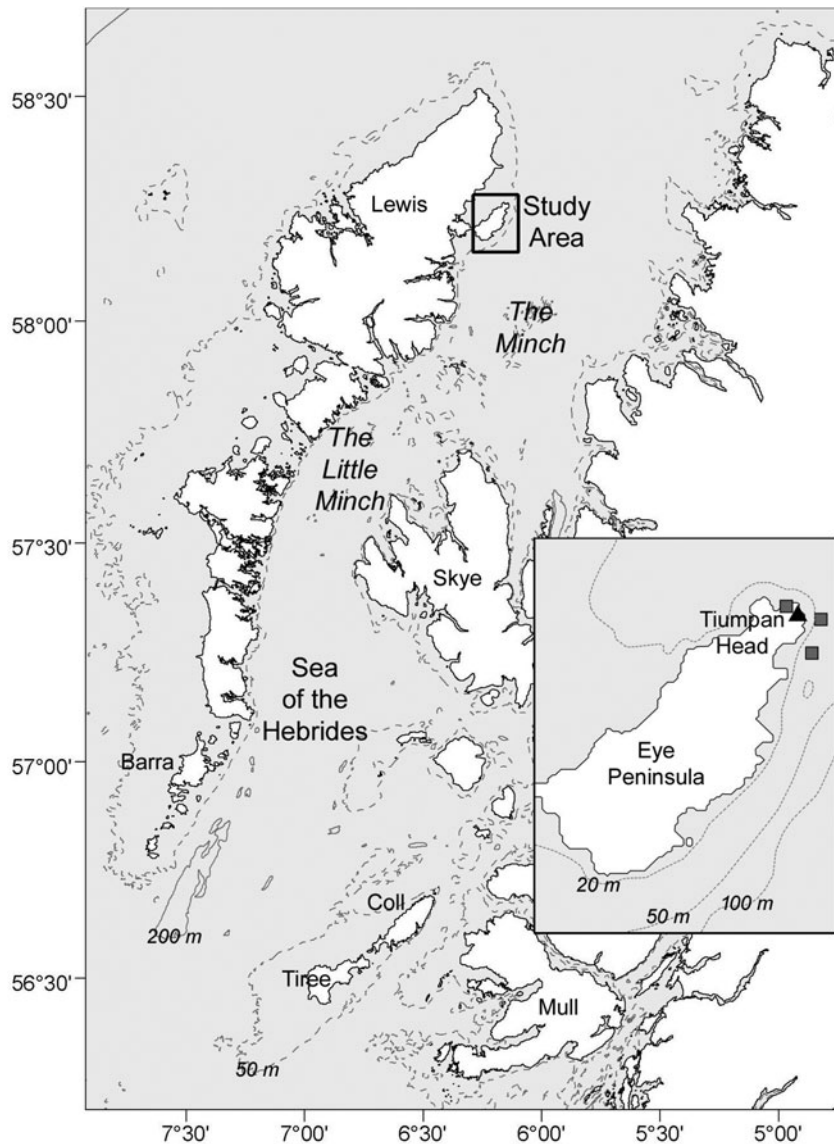 58°30'
Lewis
Study
Area
58°00'
The
Minch
The
Little
Minch
57°30'
Skye
Tiumpan
Head
Sea
of the
Hebrides
Eye
Peninsula
57°00'
Barra
20 m
50 m
100 m
Coll
200 m
56°30'
Tiree
Mull
50 m
7°30'
7°00'
6°30'
6°00'
5°30'
5°00'